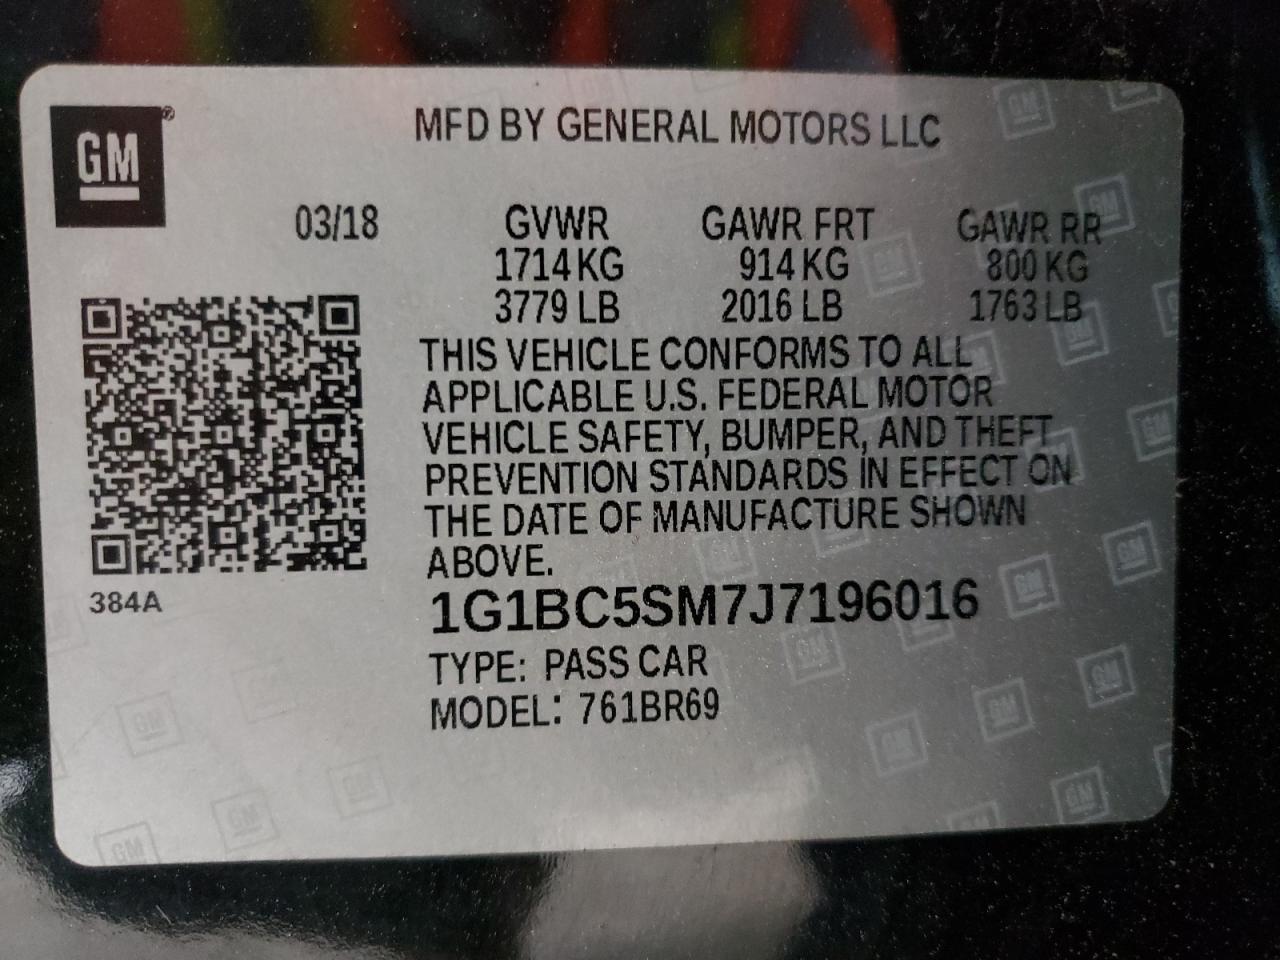 GM®
MFD BY GENERAL MOTORS LLC
03/18 GVWR GAWR FRT GAWR RR
1714 KG 914 KG 800 KG
3779 LB 2016 LB 1763 LB
THIS VEHICLE CONFORMS TO ALL
APPLICABLE U.S. FEDERAL MOTOR
VEHICLE SAFETY, BUMPER, AND THEFT
PREVENTION STANDARDS IN EFFECT ON
THE DATE OF MANUFACTURE SHOWN
ABOVE.
384A
1G1BC5SM7J7196016
TYPE: PASS CAR
MODEL: 761BR69